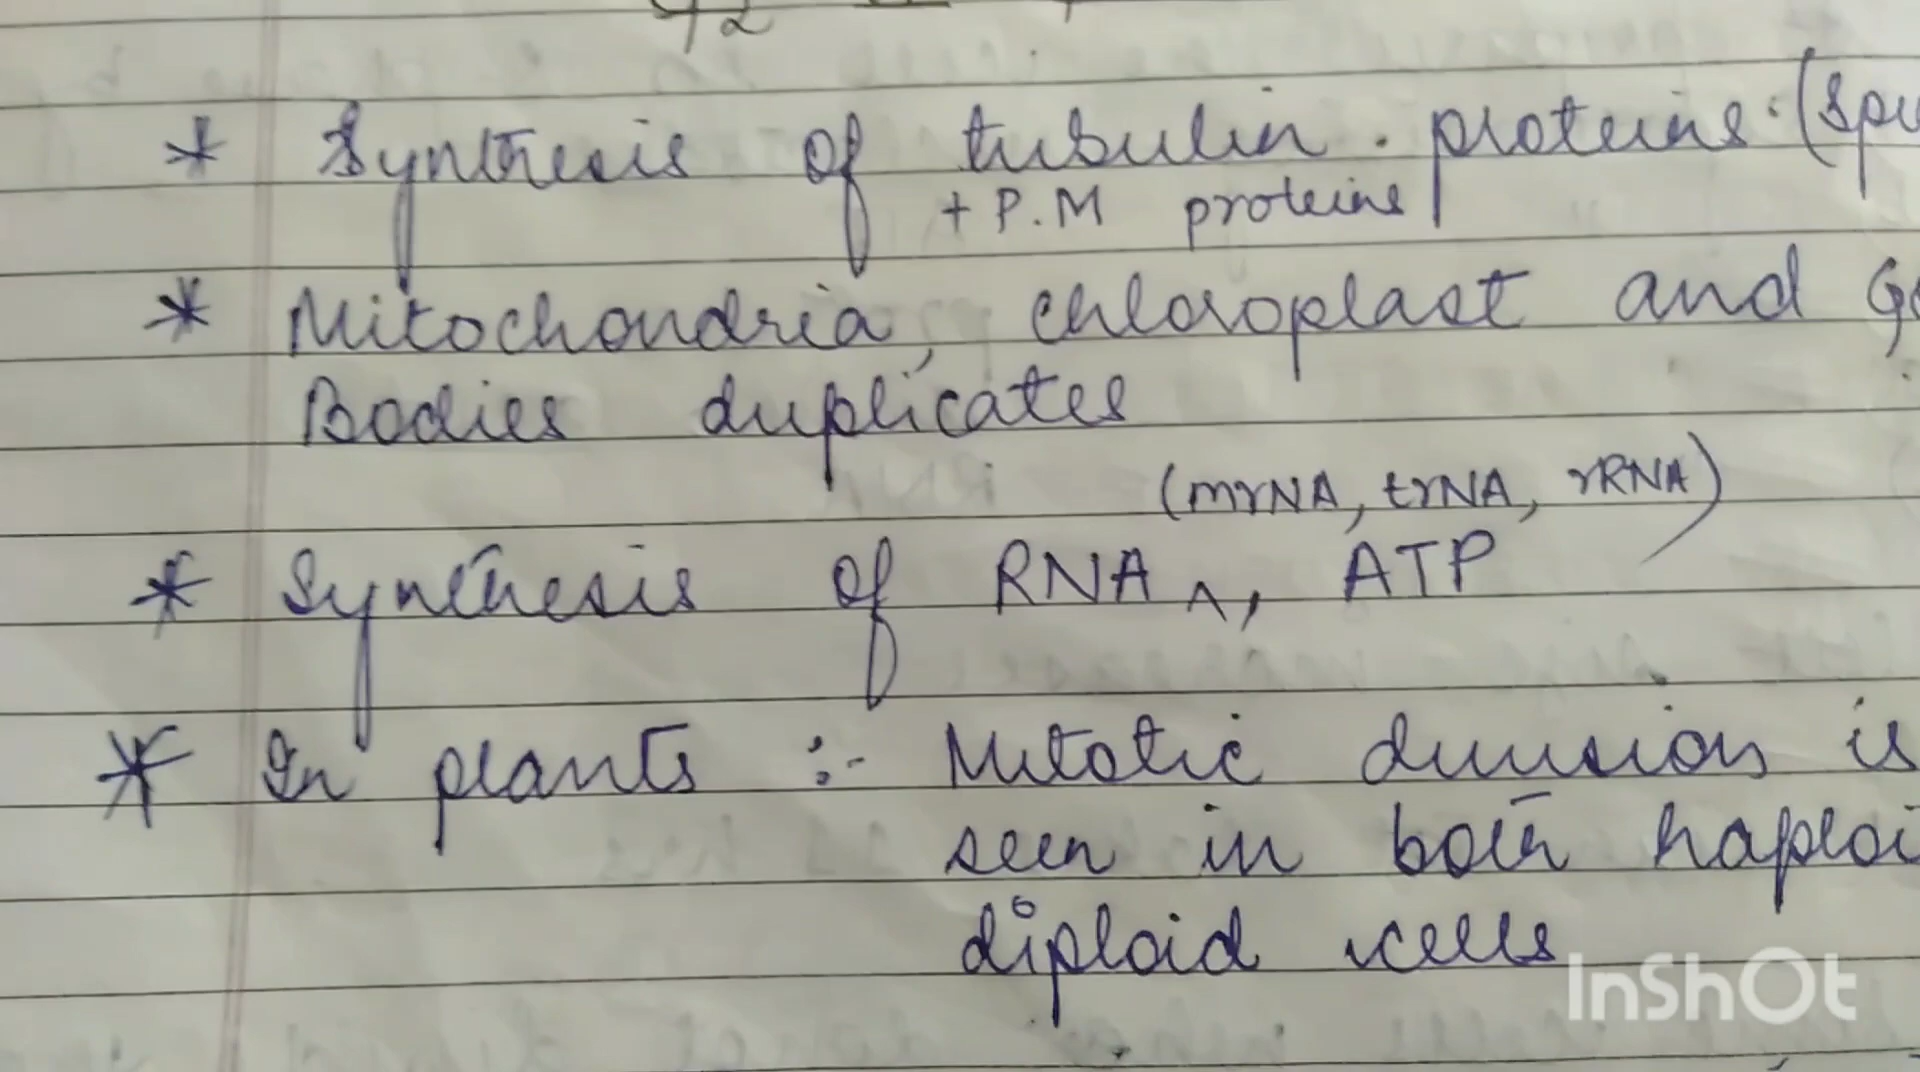 G2
* Synthesis of tubulin . proteins. (Sp
+ P.M proteins
* Mitochondria, chloroplast and G
Bodies duplicates
(mrNA, trNA, rRNA)
* Synthesis of RNA ^, ATP
* In plants :- Mitotic division is
seen in both haploi
diploid cells
InShOt